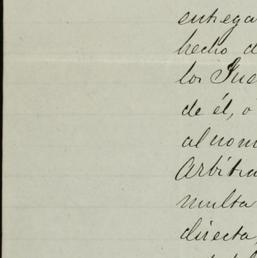 entrega
hecho d
los Jue
de él, o
al nom
Arbitra
multa
directa,